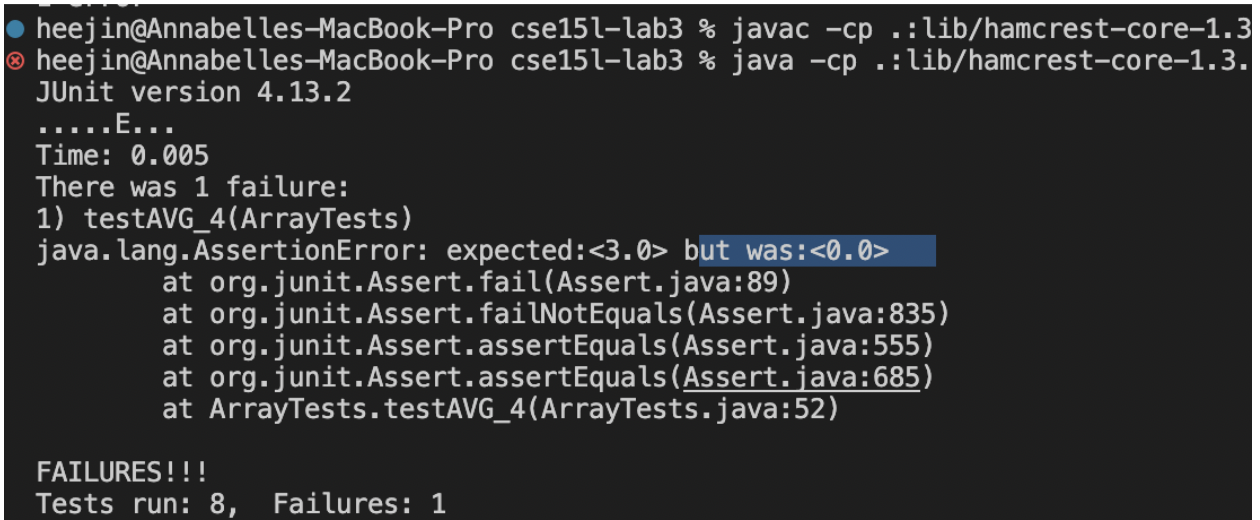 heejin@Annabelles-MacBook-Pro cse15l-lab3 % javac -cp .:lib/hamcrest-core-1.3
heejin@Annabelles-MacBook-Pro cse15l-lab3 % java -cp .:lib/hamcrest-core-1.3.
JUnit version 4.13.2
.....E...
Time: 0.005
There was 1 failure:
1) testAVG_4(ArrayTests)
java.lang.AssertionError: expected:<3.0> but was:<0.0>
        at org.junit.Assert.fail(Assert.java:89)
        at org.junit.Assert.failNotEquals(Assert.java:835)
        at org.junit.Assert.assertEquals(Assert.java:555)
        at org.junit.Assert.assertEquals(Assert.java:685)
        at ArrayTests.testAVG_4(ArrayTests.java:52)

FAILURES!!!
Tests run: 8,  Failures: 1